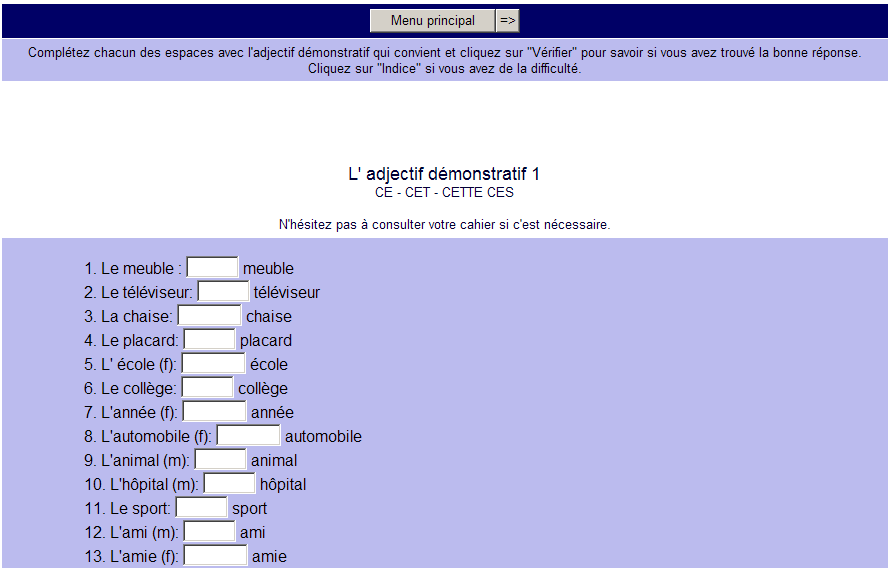 Menu principal =>
Complétez chacun des espaces avec l'adjectif démonstratif qui convient et cliquez sur "Vérifier" pour savoir si vous avez trouvé la bonne réponse.
Cliquez sur "Indice" si vous avez de la difficulté.
L' adjectif démonstratif 1
CE - CET - CETTE CES
N'hésitez pas à consulter votre cahier si c'est nécessaire.
1. Le meuble : meuble
2. Le téléviseur: téléviseur
3. La chaise: chaise
4. Le placard: placard
5. L' école (f): école
6. Le collège: collège
7. L'année (f): année
8. L'automobile (f): automobile
9. L'animal (m): animal
10. L'hôpital (m): hôpital
11. Le sport: sport
12. L'ami (m): ami
13. L'amie (f): amie